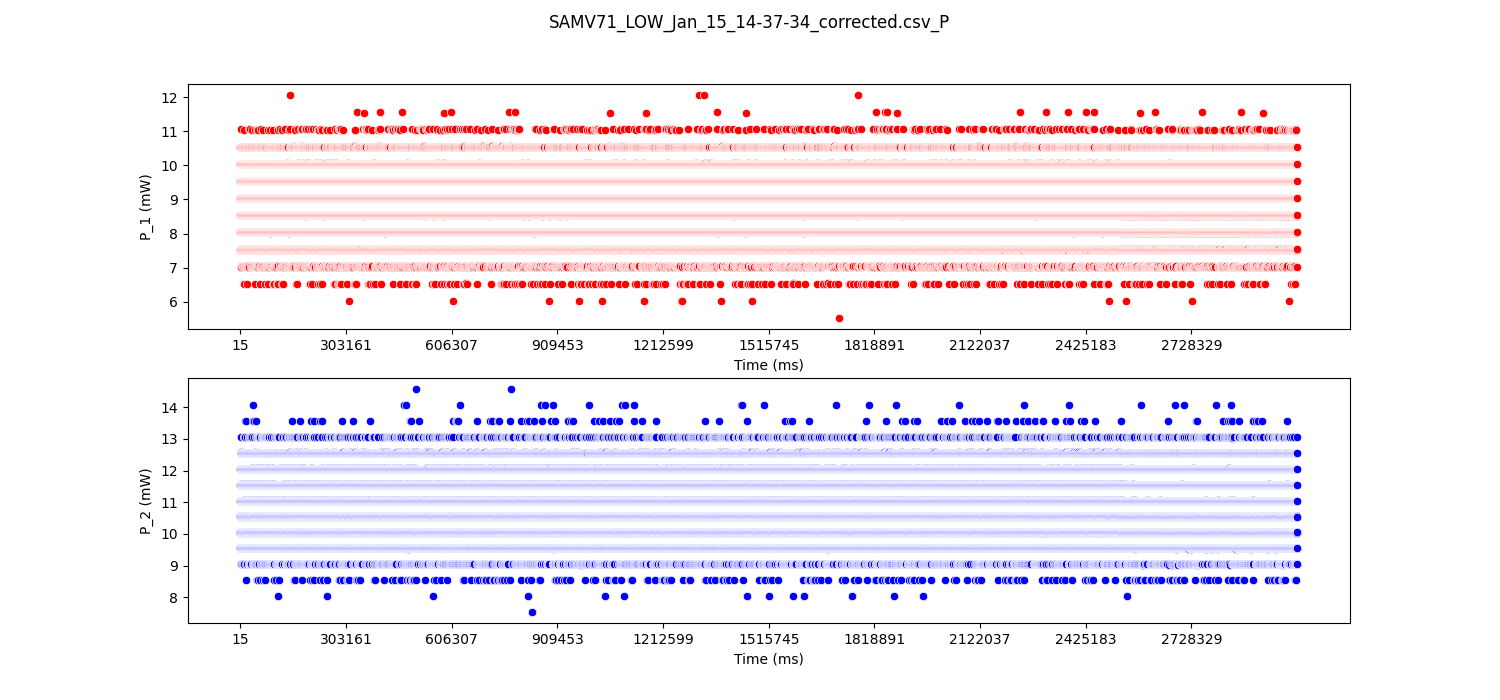 SAMV71_LOW_Jan_15_14-37-34_corrected.csv_P
12
11
10
9
8
7
6
P_1 (mW)
15 303161 606307 909453 1212599 1515745 1818891 2122037 2425183 2728329
Time (ms)
14
13
12
11
10
9
8
P_2 (mW)
15 303161 606307 909453 1212599 1515745 1818891 2122037 2425183 2728329
Time (ms)